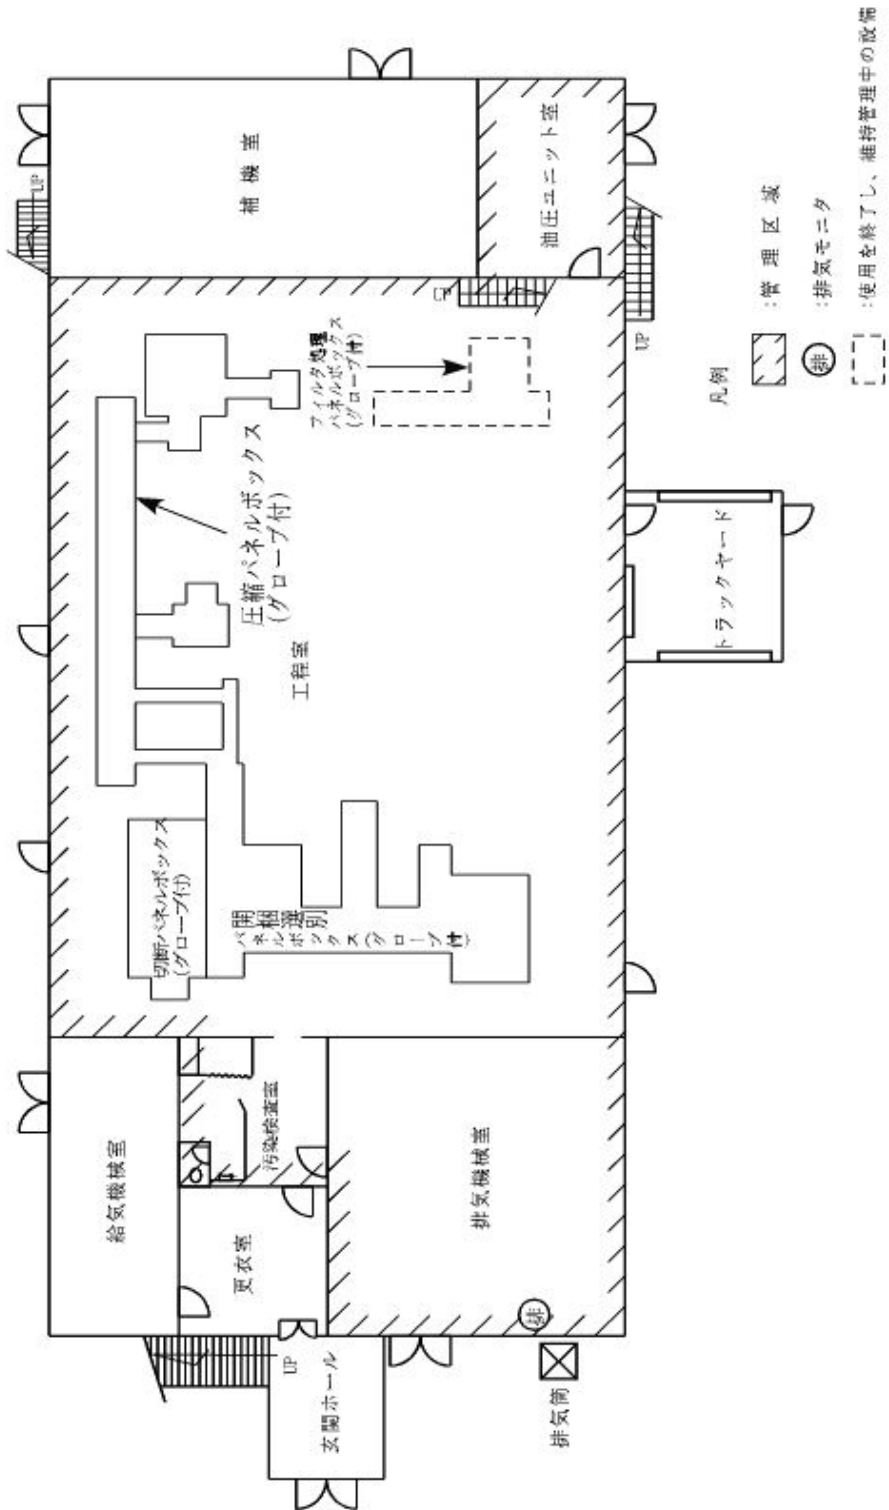 給気機械室
更衣室
UP
玄関ホール
汚染検査室
排気機械室
排
排気筒
切断パネルボックス
(グローブ付)
開梱選別
パネルボックス(グローブ付)
工程室
圧縮パネルボックス
(グローブ付)
フィルタ処理
パネルボックス
(グローブ付)
UP
補機室
UP
油圧ユニット室
UP
トラックヤード
凡例
:管理区域
排
:排気モニタ
:使用を終了し、維持管理中の設備